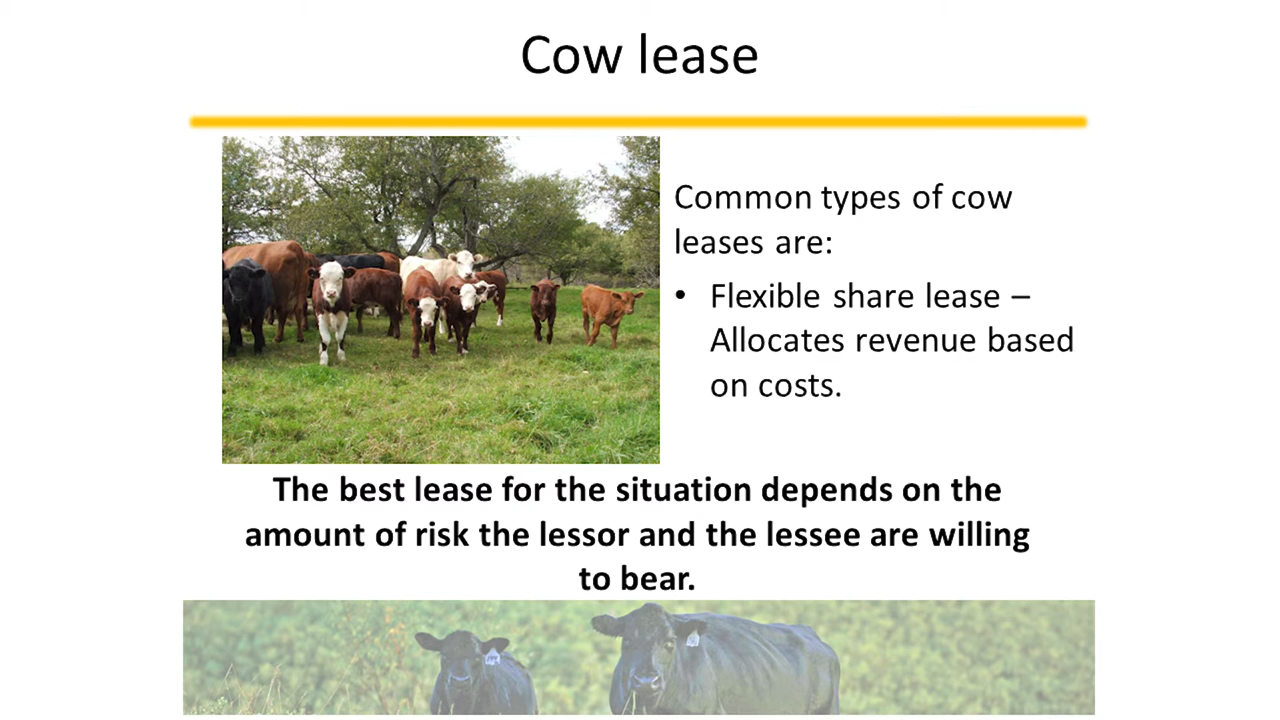 Cow lease
Common types of cow
leases are:
• Flexible share lease –
Allocates revenue based
on costs.
The best lease for the situation depends on the
amount of risk the lessor and the lessee are willing
to bear.